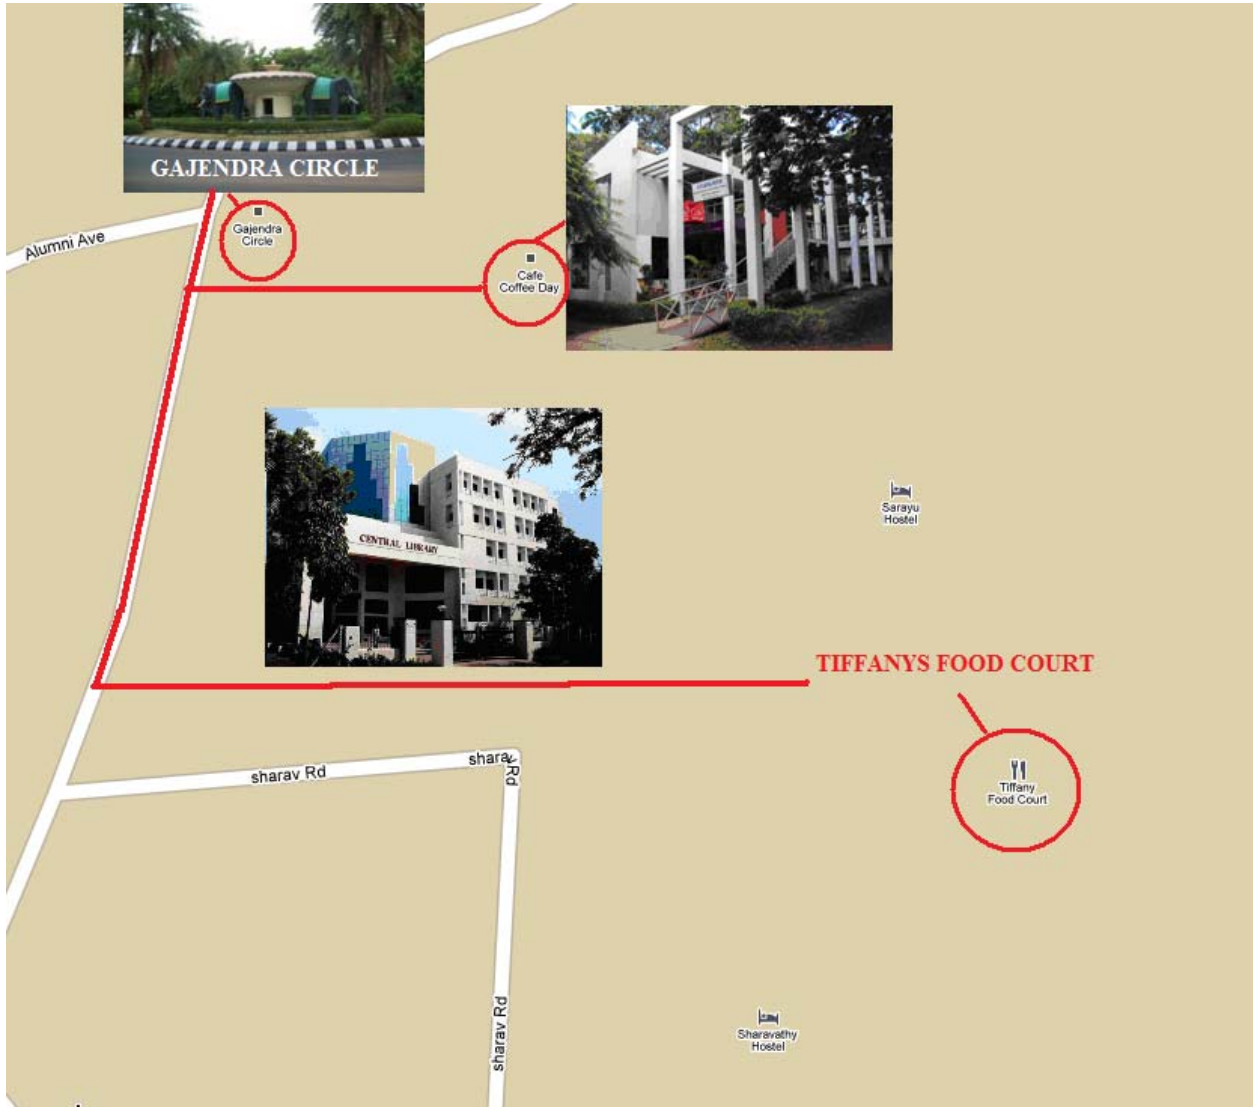 GAJENDRA CIRCLE
Gajendra
Circle
Alumni Ave
Cafe
Coffee Day
CENTRAL LIBRARY
Sarayu
Hostel
TIFFANYS FOOD COURT
sharav Rd
sharav Rd
Tiffany
Food Court
sharav Rd
Sharavathy
Hostel